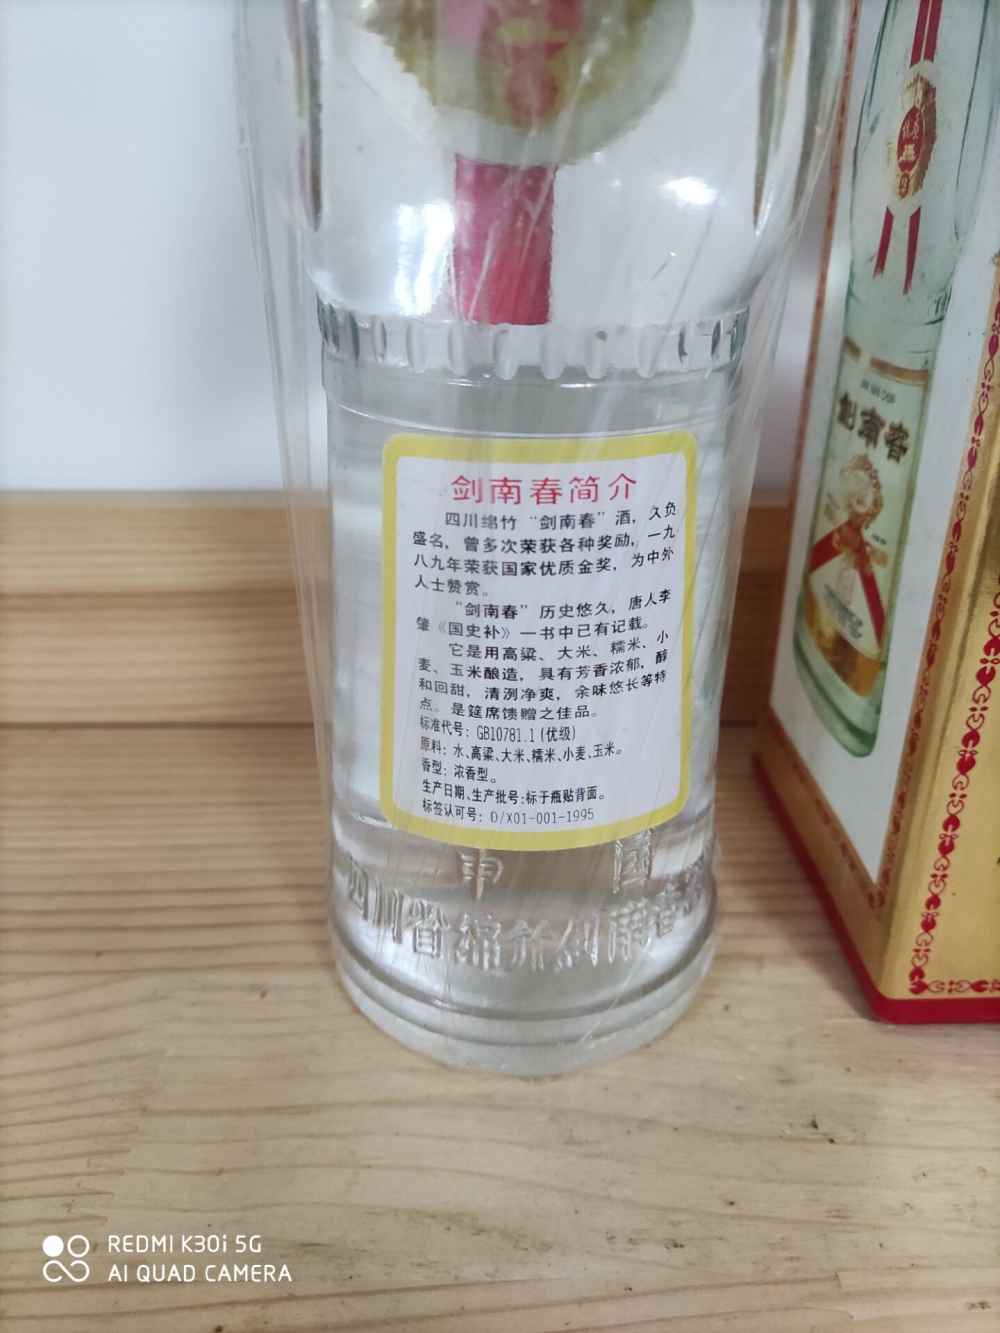 剑南春简介
四川绵竹“剑南春”酒，久负
盛名，曾多次荣获各种奖励，一九
八九年荣获国家优质金奖，为中外
人士赞赏。
“剑南春”历史悠久，唐人李
肇《国史补》一书中已有记载。
它是用高粱、大米、糯米、小
麦、玉米酿造，具有芳香浓郁，醇
和回甜，清洌净爽，余味悠长等特
点。是筵席馈赠之佳品。
标准代号：GB10781.1(优级)
原料：水、高粱、大米、糯米、小麦、玉米。
香型：浓香型。
生产日期、生产批号:标于瓶贴背面。
标签认可号：D/X01-001-1995
中国
四川省绵竹剑南春
剑南春
REDMI K30i 5G
AI QUAD CAMERA